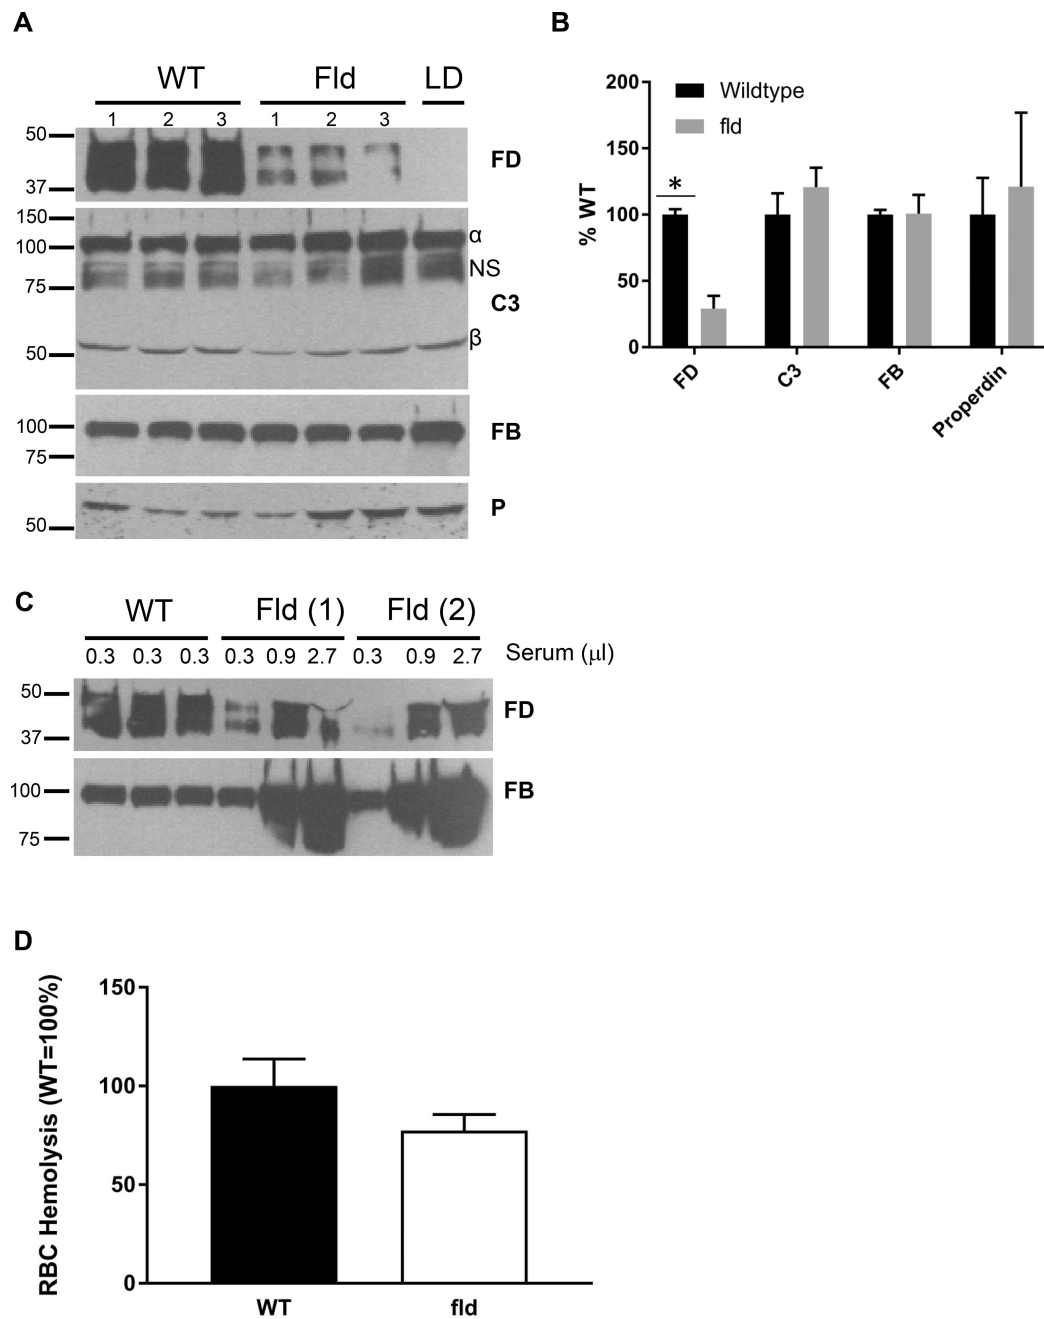 A
WT Fld LD
1 2 3 1 2 3
50
37
FD
150
100
75
50
α
NS
C3
β
100
75
FB
50
P
B
200
150
100
50
0
% WT
Wildtype
fld
*
FD C3 FB Properdin
C
WT Fld (1) Fld (2)
0.3 0.3 0.3 0.3 0.9 2.7 0.3 0.9 2.7 Serum (µl)
50
37
FD
100
75
FB
D
150
100
50
0
RBC Hemolysis (WT=100%)
WT fld